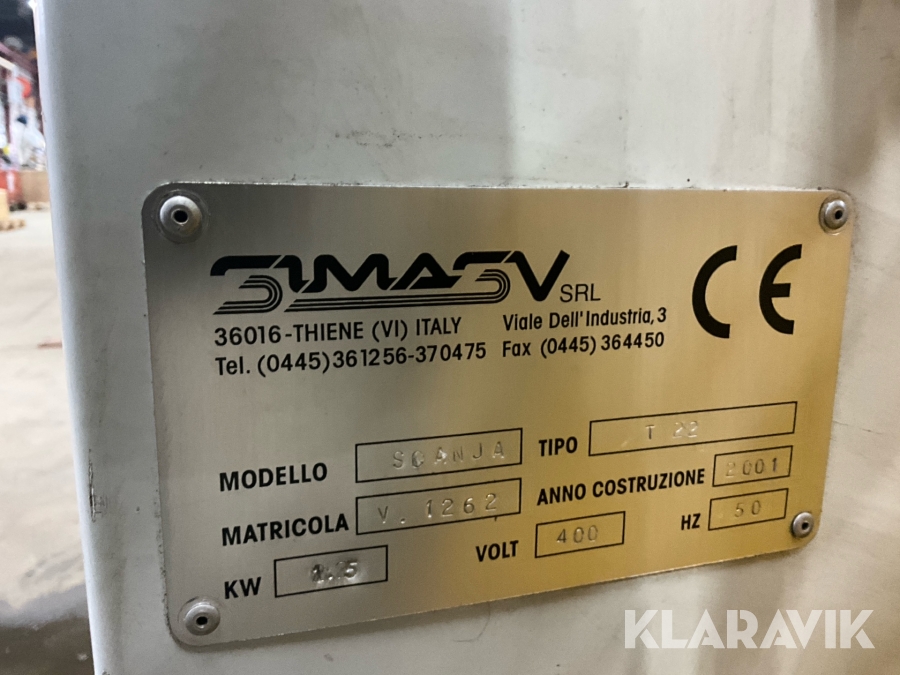 SIMASV SRL CE
36016-THIENE (VI) ITALY Viale Dell'Industria, 3
Tel. (0445)361256-370475 Fax (0445) 364450
MODELLO SCANJA TIPO T 22
MATRICOLA V. 1262 ANNO COSTRUZIONE 2001
KW VOLT 400 HZ 50
KLARAVIK